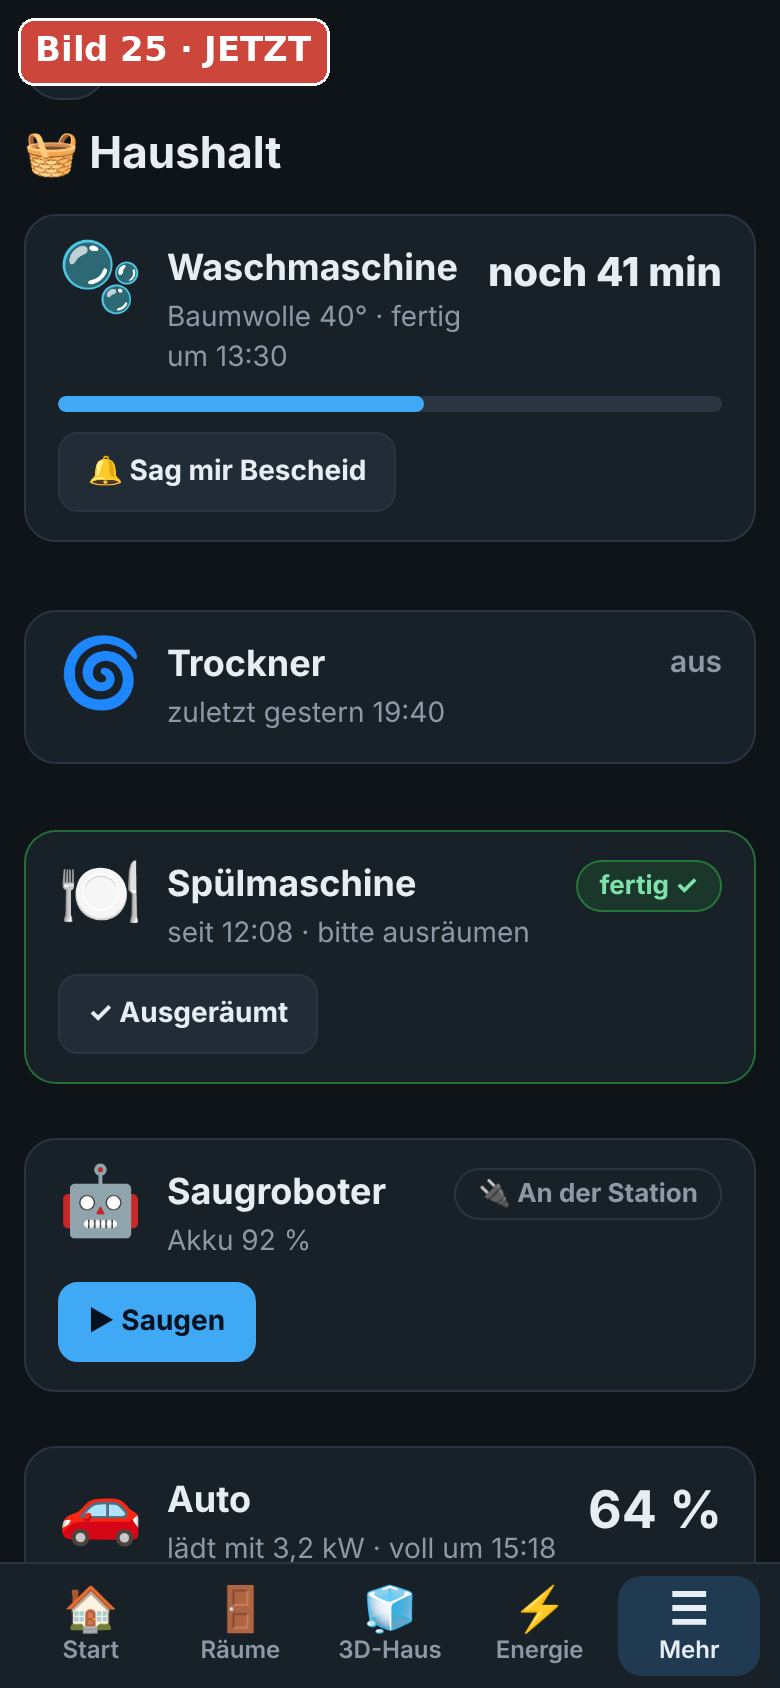 Bild 25 · JETZT
Haushalt
Waschmaschine
noch 41 min
Baumwolle 40° · fertig
um 13:30
Sag mir Bescheid
Trockner
aus
zuletzt gestern 19:40
Spülmaschine
fertig ✓
seit 12:08 · bitte ausräumen
✓ Ausgeräumt
Saugroboter
An der Station
Akku 92 %
▶ Saugen
Auto
64 %
lädt mit 3,2 kW · voll um 15:18
Start
Räume
3D-Haus
Energie
Mehr